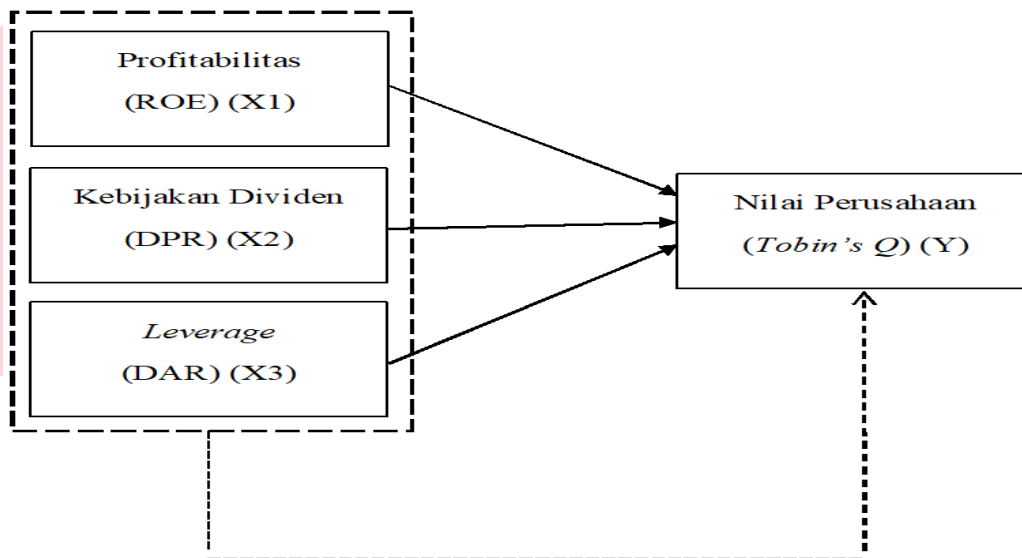 Profitabilitas
(ROE) (X1)
Kebijakan Dividen
(DPR) (X2)
Leverage
(DAR) (X3)
Nilai Perusahaan
(Tobin's Q) (Y)